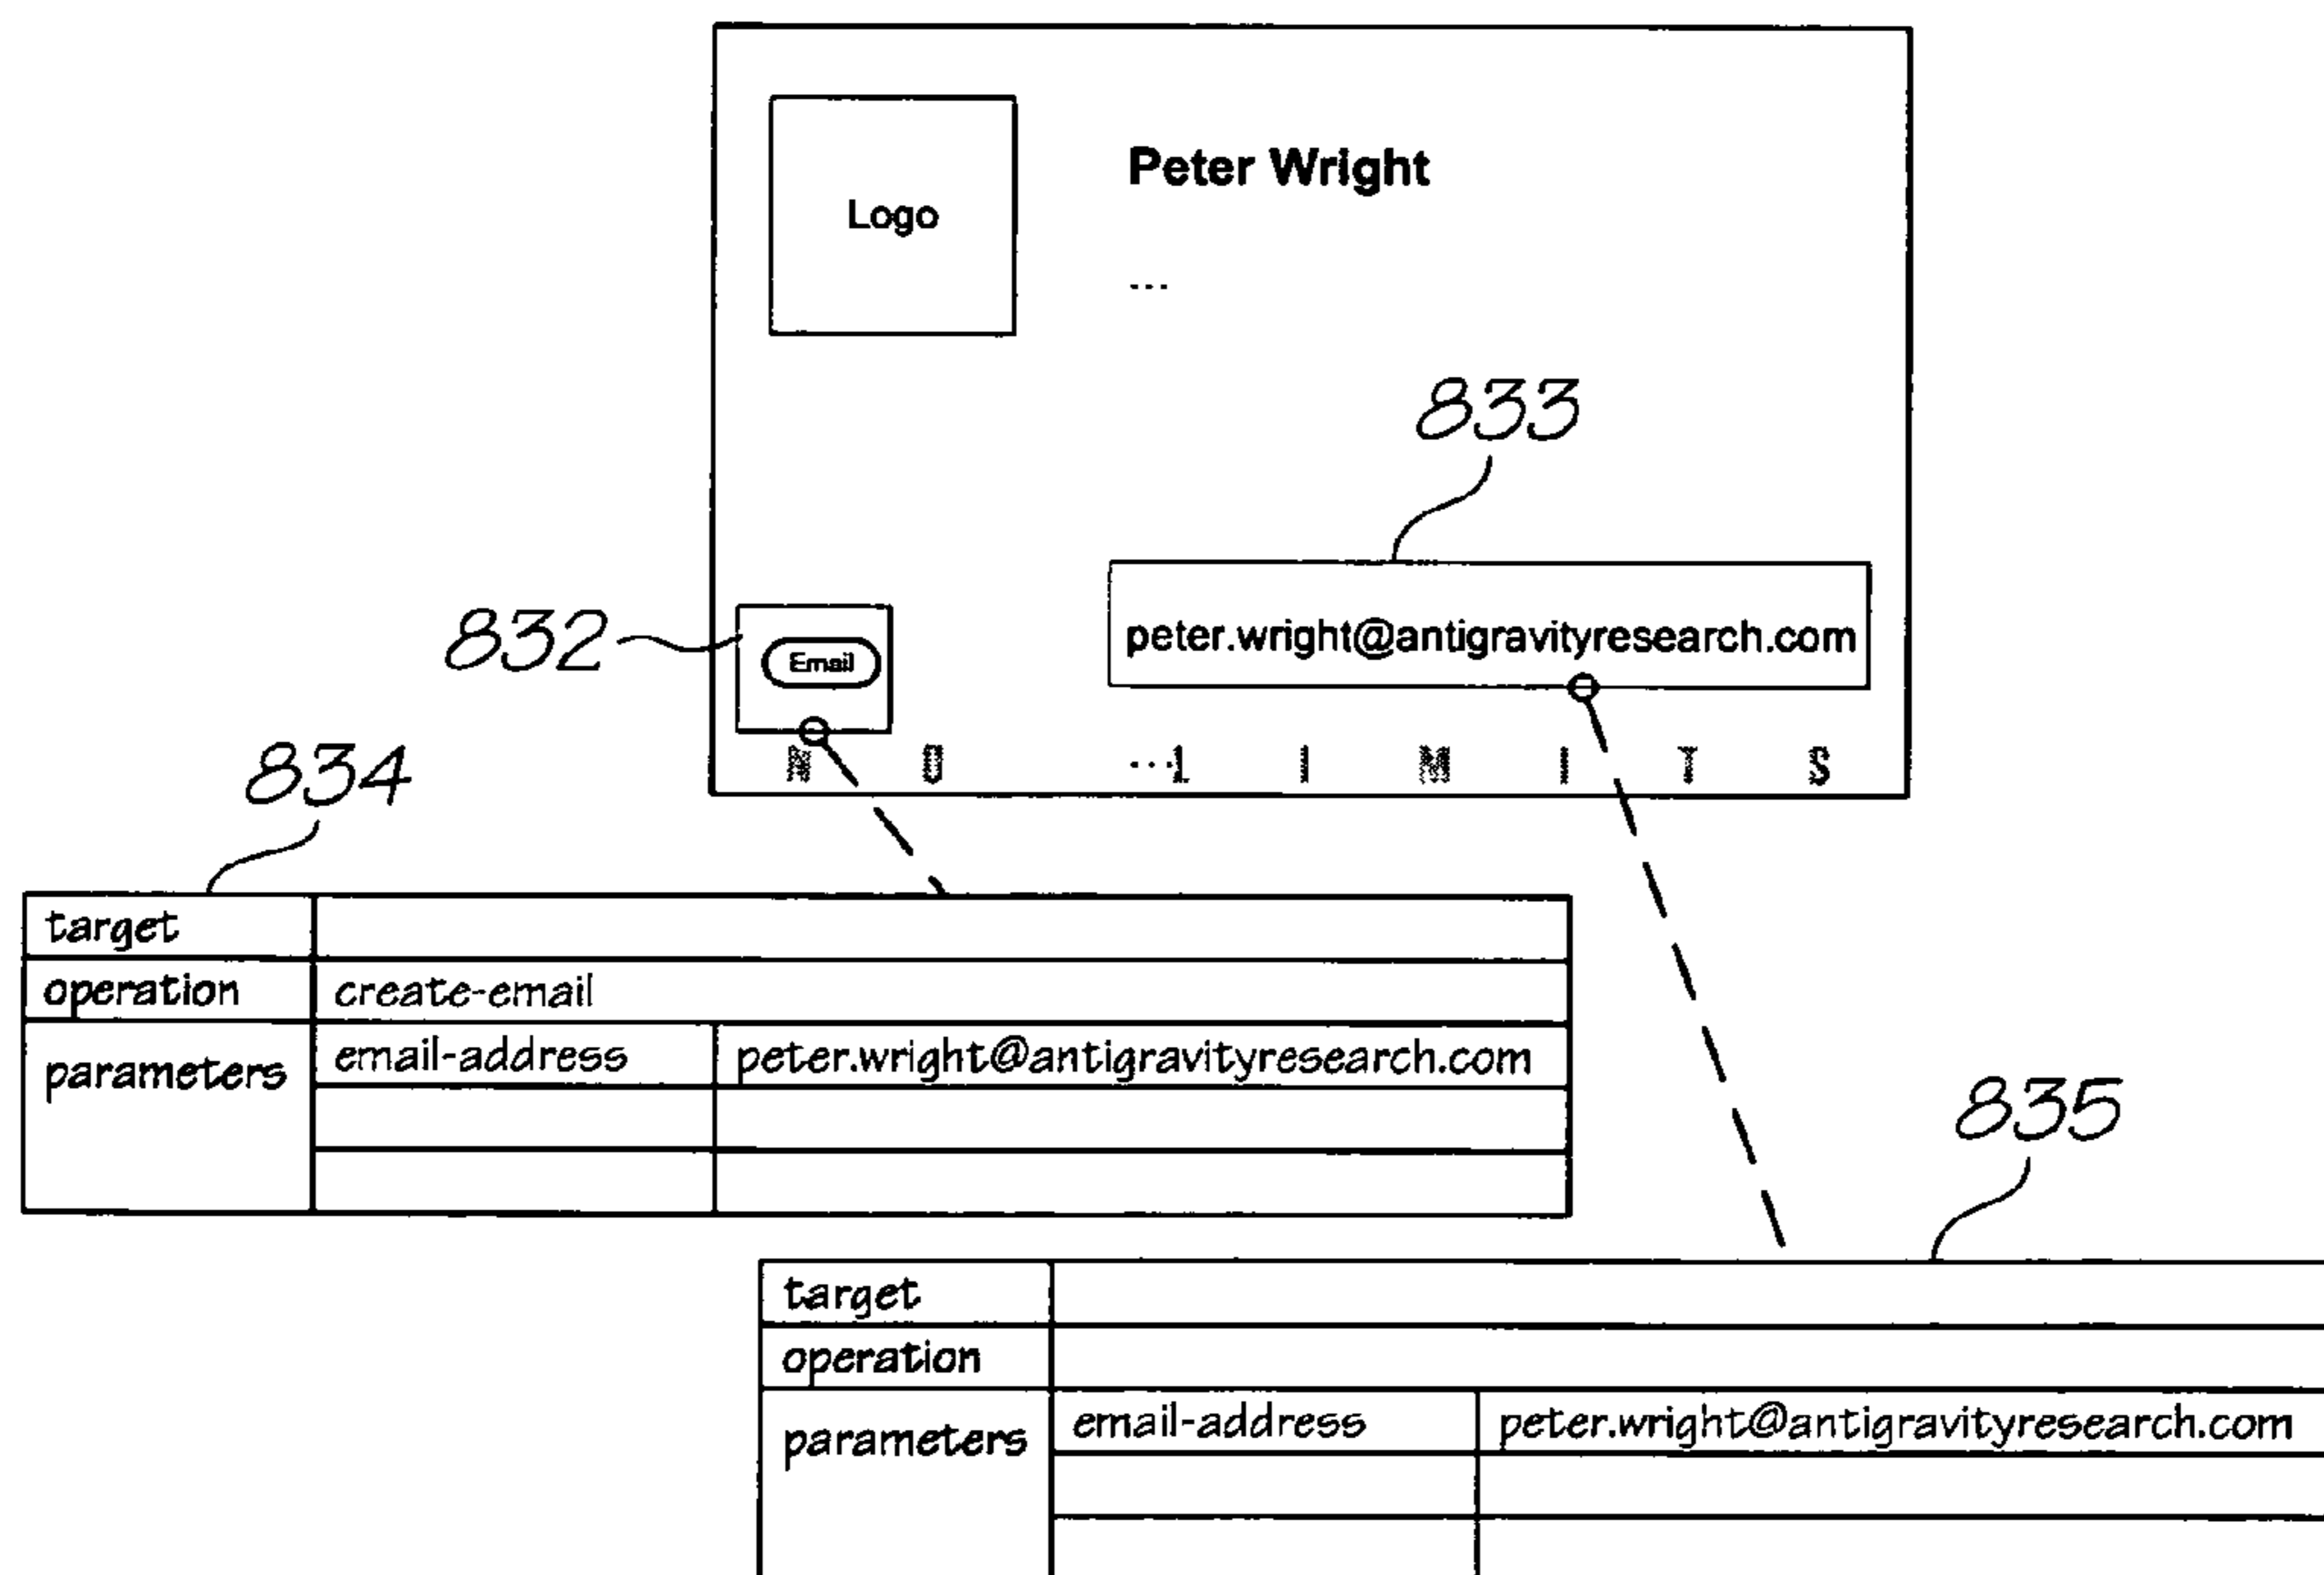 Peter Wright
Logo
...
833
832
Email
peter.wright@antigravityresearch.com
N O ...L I M I T S
834
target
operation create-email
parameters email-address peter.wright@antigravityresearch.com
835
target
operation
parameters email-address peter.wright@antigravityresearch.com